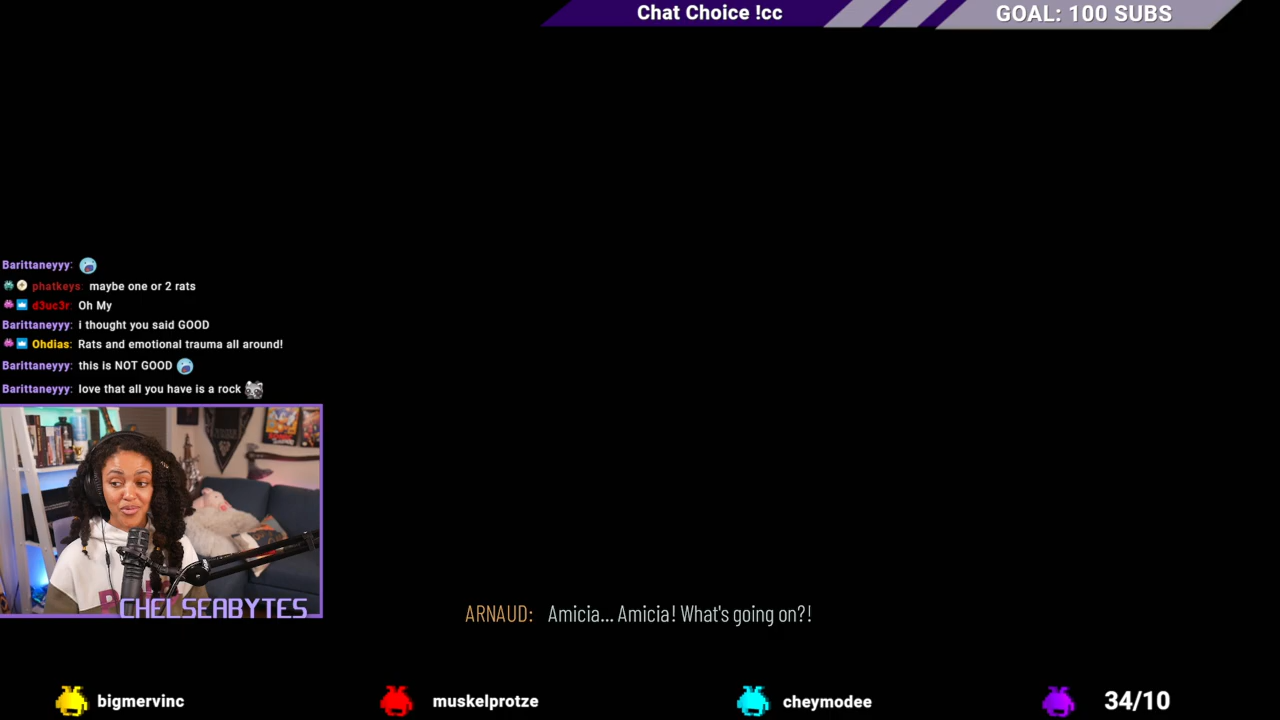 Chat Choice !cc
GOAL: 100 SUBS
Barittaneyyy:
phatkeys: maybe one or 2 rats
d3uc3r: Oh My
Barittaneyyy: i thought you said GOOD
Ohdias: Rats and emotional trauma all around!
Barittaneyyy: this is NOT GOOD
Barittaneyyy: love that all you have is a rock
CHELSEABYTES
ARNAUD: Amicia... Amicia! What's going on?!
bigmervinc
muskelprotze
cheymodee
34/10